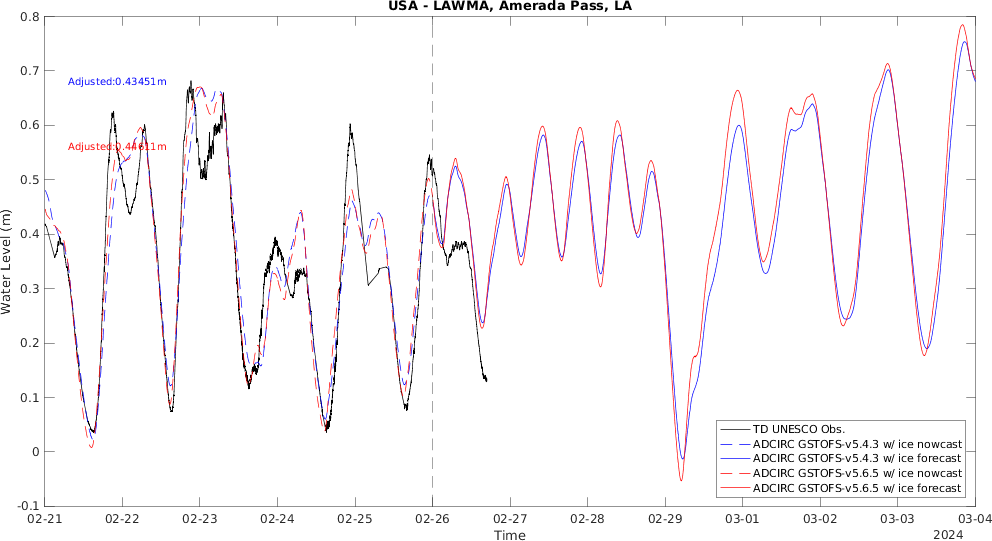 USA - LAWMA, Amerada Pass, LA
Water Level (m)
0.8
0.7
0.6
0.5
0.4
0.3
0.2
0.1
0
-0.1
Adjusted:0.43451m
Adjusted:0.44611m
TD UNESCO Obs.
ADCIRC GSTOFS-v5.4.3 w/ ice nowcast
ADCIRC GSTOFS-v5.4.3 w/ ice forecast
ADCIRC GSTOFS-v5.6.5 w/ ice nowcast
ADCIRC GSTOFS-v5.6.5 w/ ice forecast
02-21 02-22 02-23 02-24 02-25 02-26 02-27 02-28 02-29 03-01 03-02 03-03 03-04
Time
2024